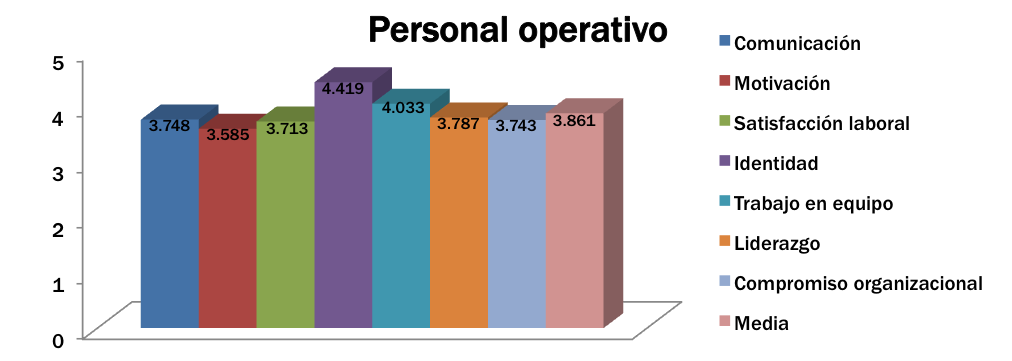 Personal operativo
5
4
3
2
1
0
3.748
3.585
3.713
4.419
4.033
3.787
3.743
3.861
Comunicación
Motivación
Satisfacción laboral
Identidad
Trabajo en equipo
Liderazgo
Compromiso organizacional
Media